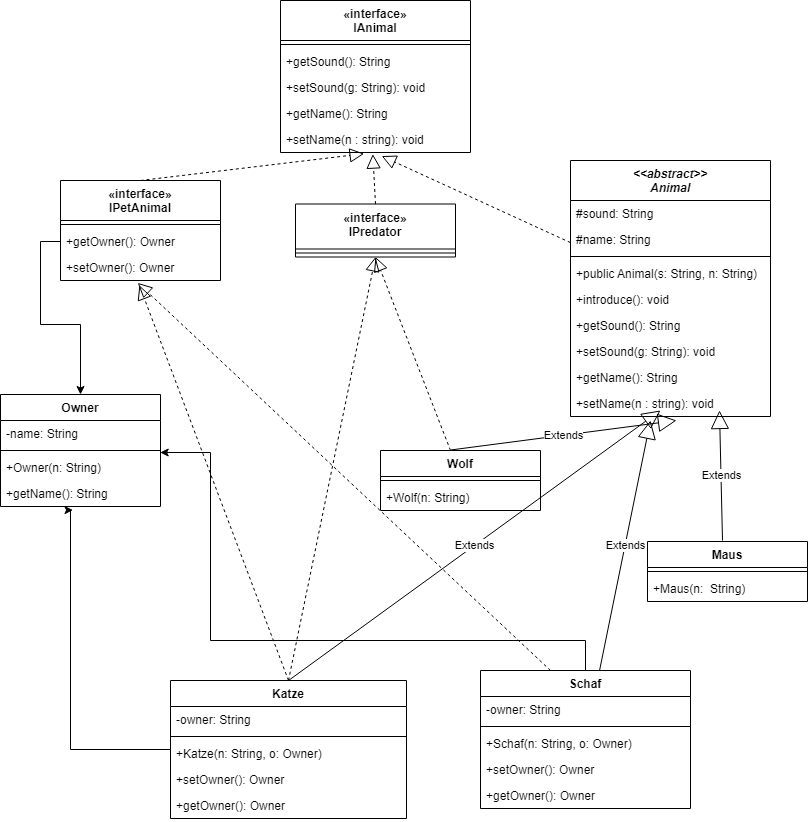 «interface»
IAnimal
+getSound(): String
+setSound(g: String): void
+getName(): String
+setName(n : string): void
«interface»
IPetAnimal
+getOwner(): Owner
+setOwner(): Owner
«interface»
IPredator
<<abstract>>
Animal
#sound: String
#name: String
+public Animal(s: String, n: String)
+introduce(): void
+getSound(): String
+setSound(g: String): void
+getName(): String
+setName(n : string): void
Owner
-name: String
+Owner(n: String)
+getName(): String
Extends
Wolf
+Wolf(n: String)
Extends
Extends
Extends
Maus
+Maus(n:  String)
Katze
-owner: String
+Katze(n: String, o: Owner)
+setOwner(): Owner
+getOwner(): Owner
Schaf
-owner: String
+Schaf(n: String, o: Owner)
+setOwner(): Owner
+getOwner(): Owner